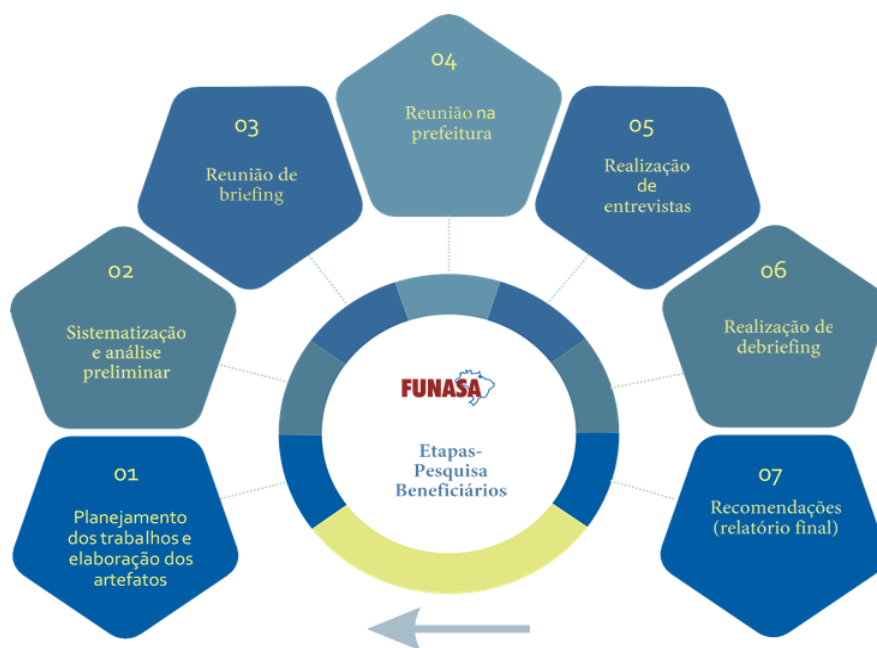 01
Planejamento
dos trabalhos e
elaboração dos
artefatos
02
Sistematização
e análise
preliminar
03
Reunião de
briefing
04
Reunião na
prefeitura
05
Realização
de
entrevistas
06
Realização de
debriefing
07
Recomendações
(relatório final)
FUNASA
Etapas-
Pesquisa
Beneficiários